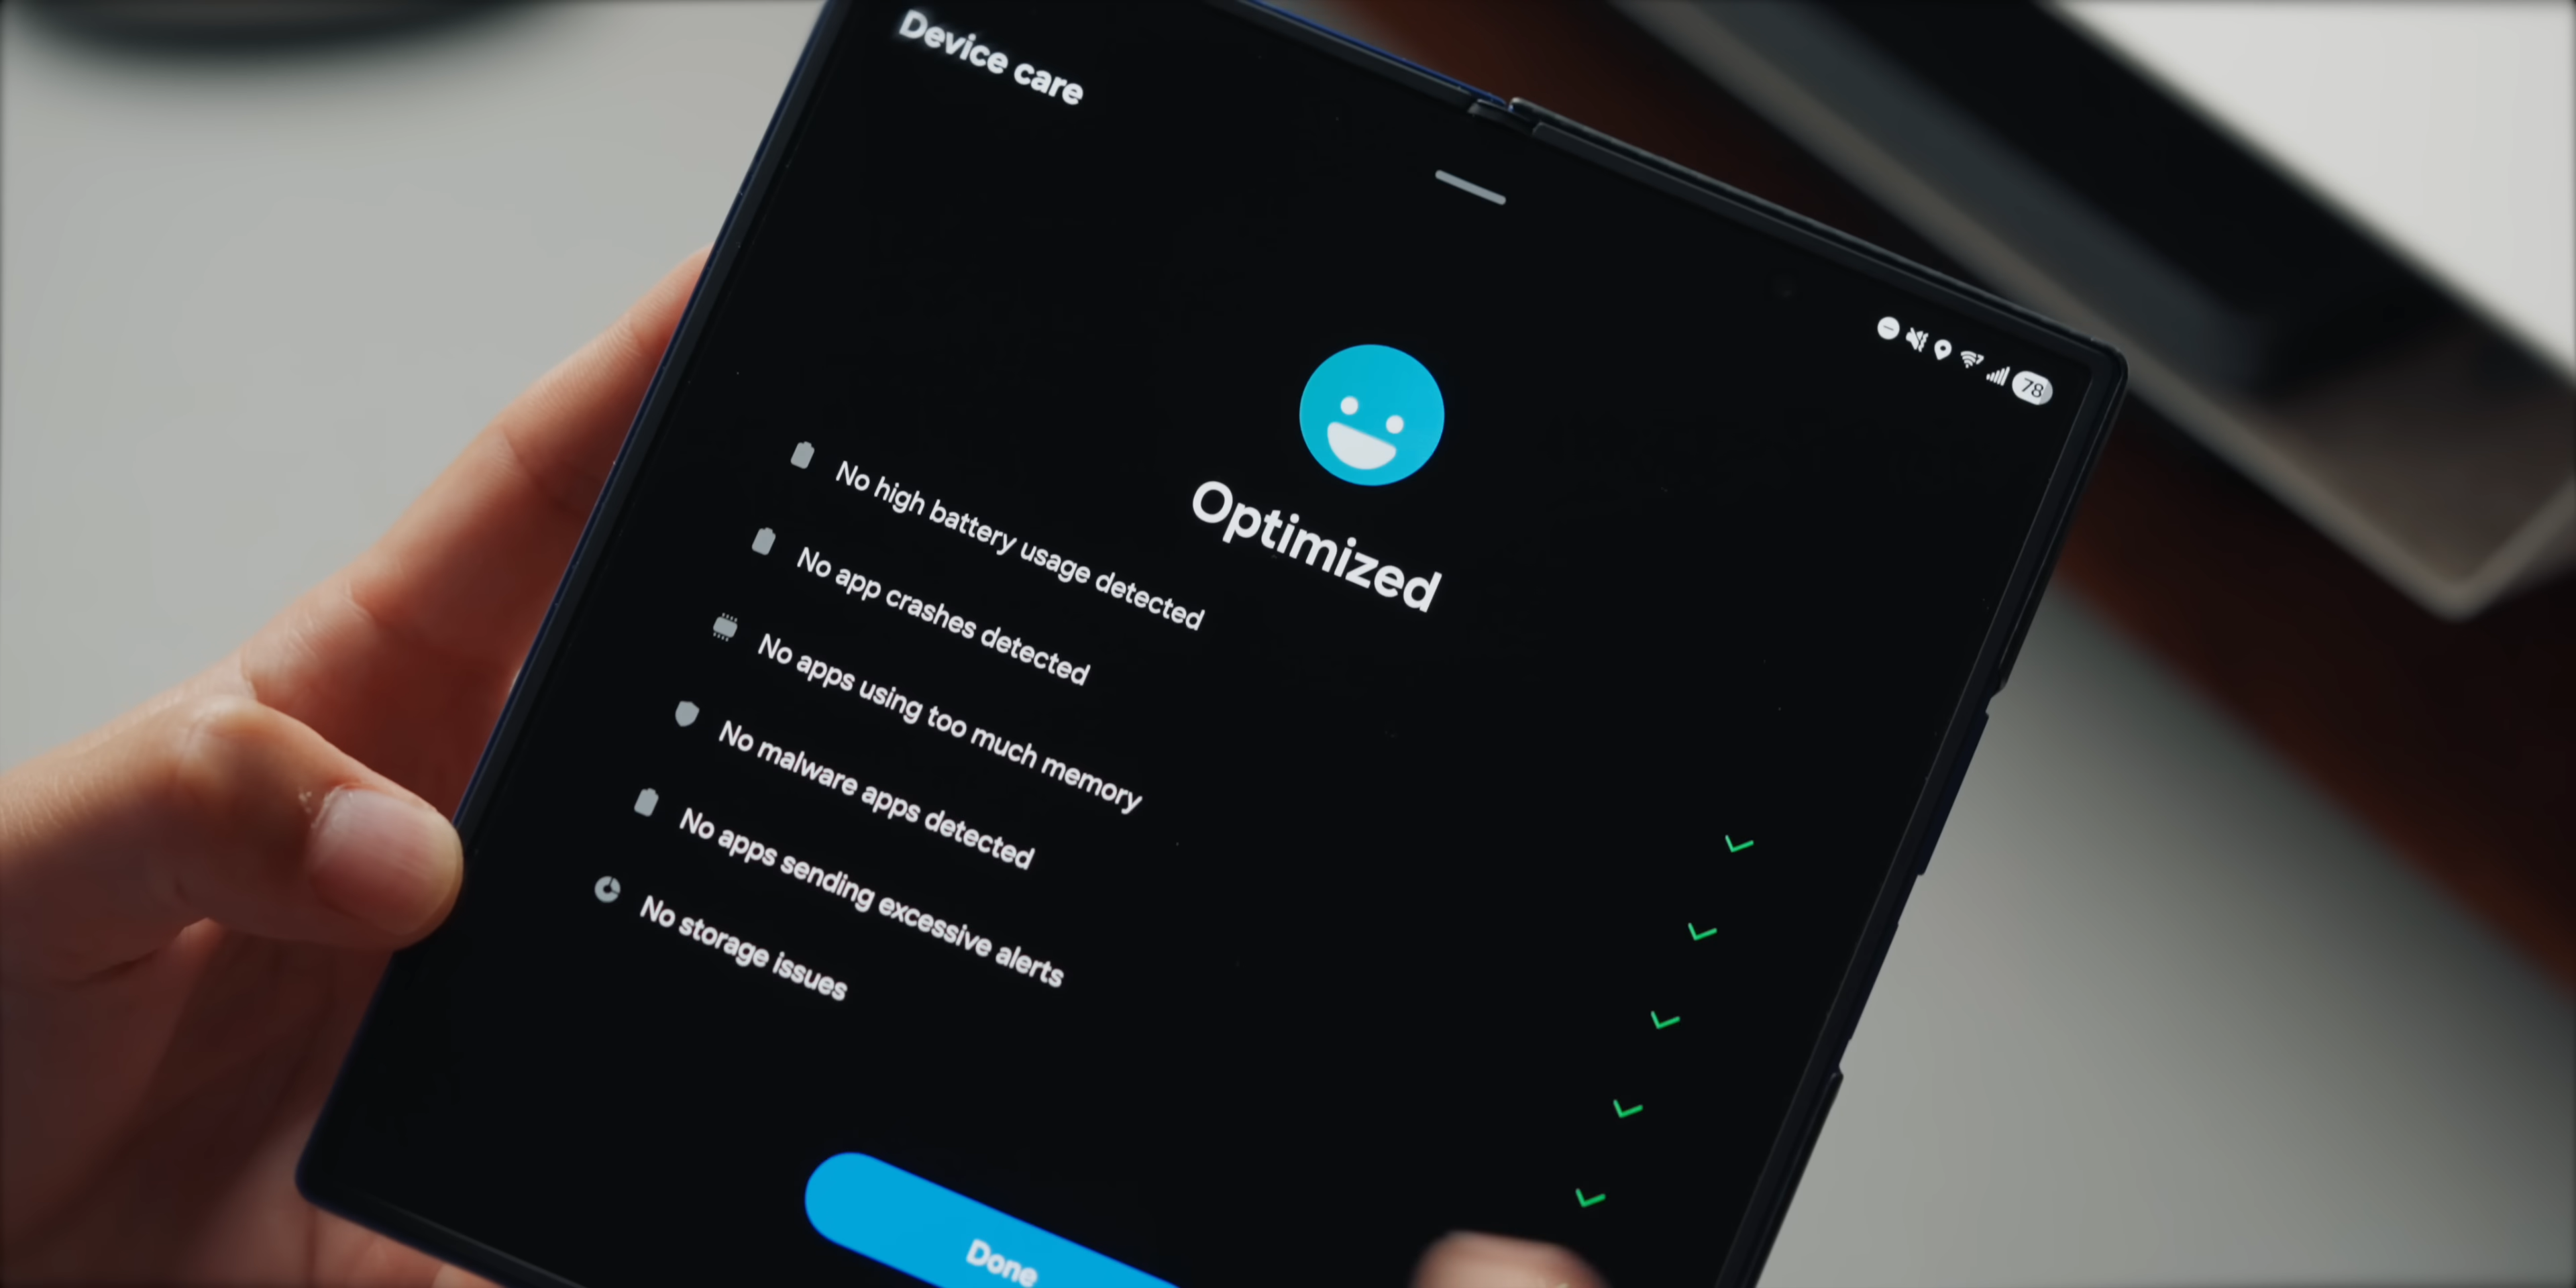 Device care
78
Optimized
No high battery usage detected
No app crashes detected
No apps using too much memory
No malware apps detected
No apps sending excessive alerts
No storage issues
Done